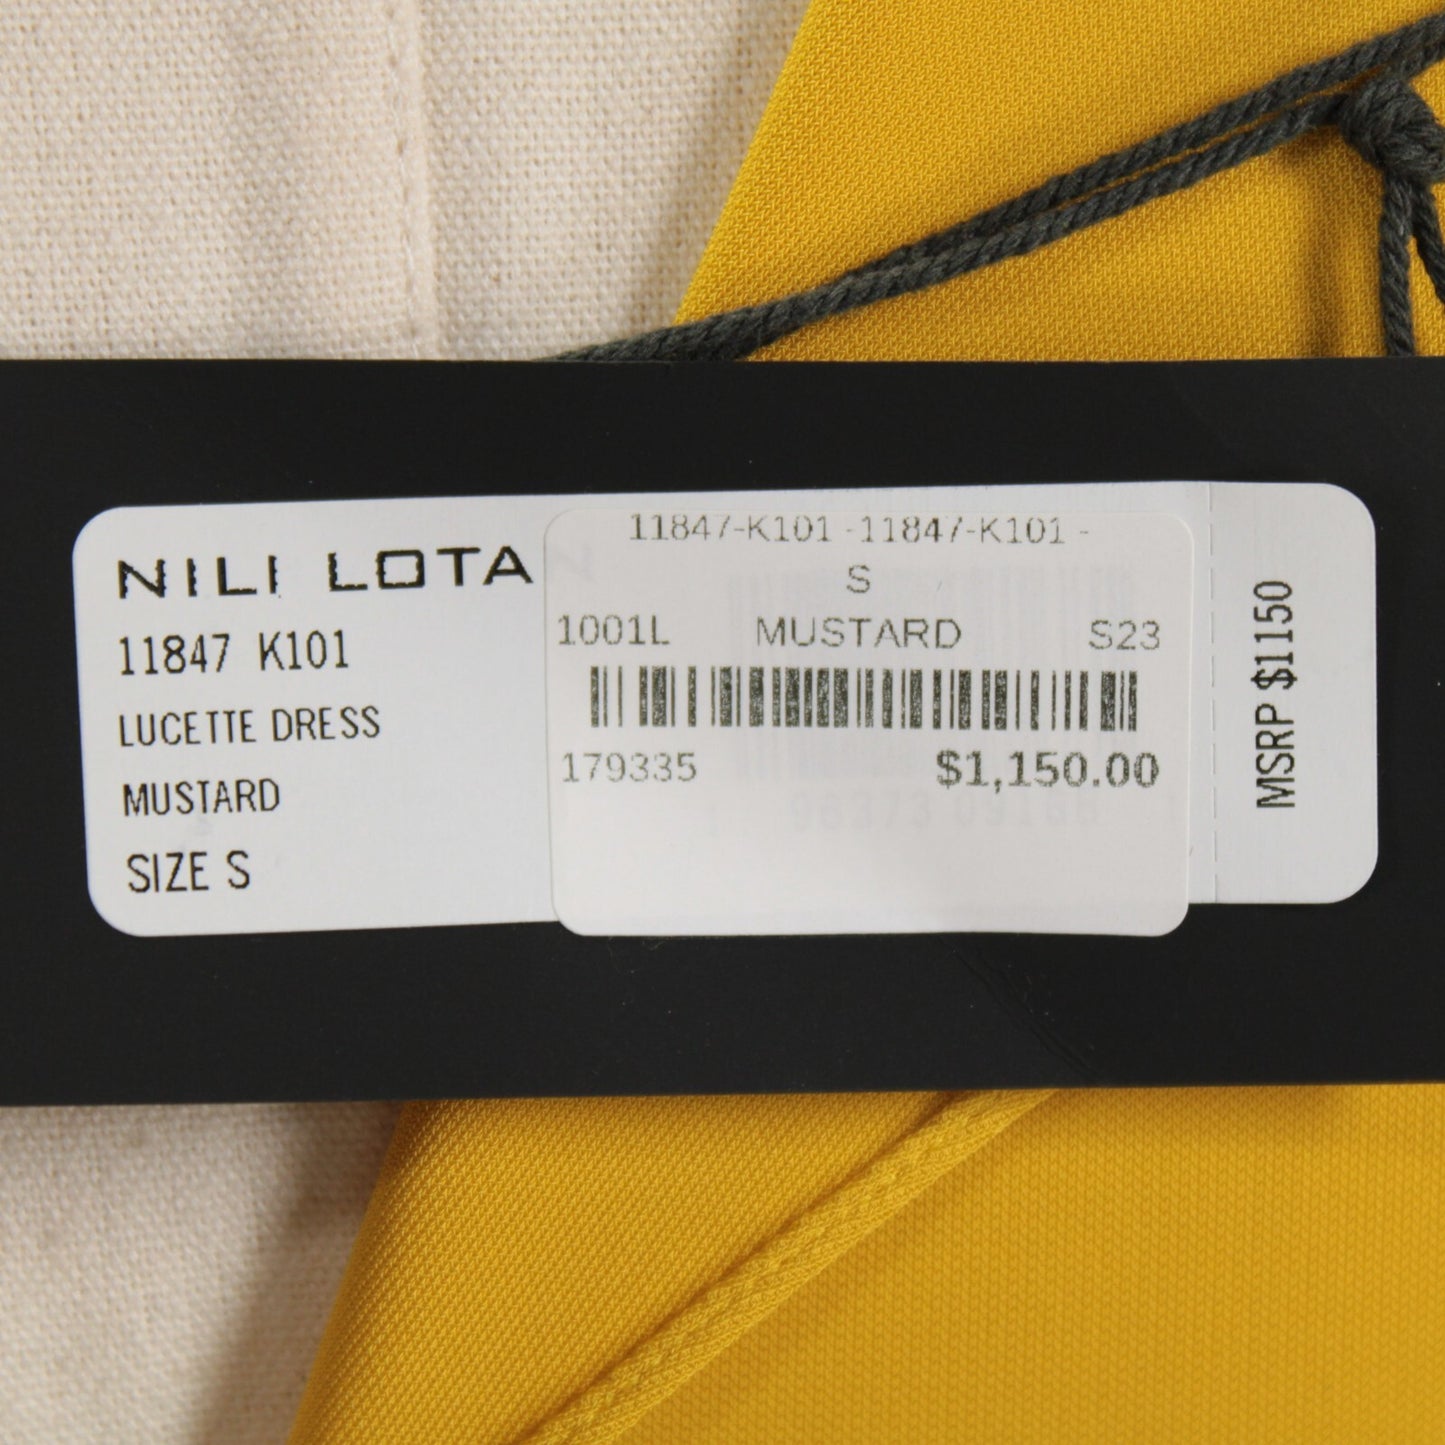 NILI LOTA
11847 K101
LUCETTE DRESS
MUSTARD
SIZE S
11847-K101 -11847-K101 -
S
1001L MUSTARD S23
179335 $1,150.00
MSRP $1150